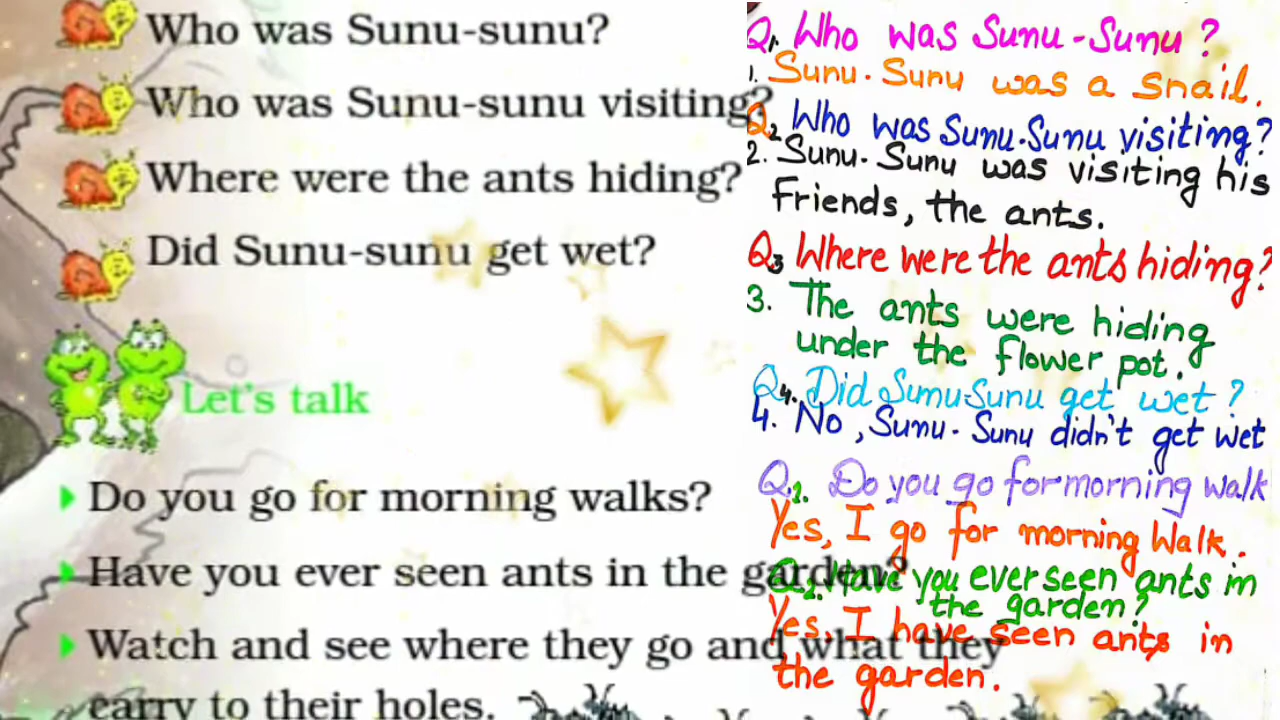 Who was Sunu-sunu?
Who was Sunu-sunu visiting?
Where were the ants hiding?
Did Sunu-sunu get wet?
Let's talk
Do you go for morning walks?
Have you ever seen ants in the garden?
Watch and see where they go and what they
carry to their holes.
Q1. Who was Sunu-Sunu?
1. Sunu-Sunu was a snail.
Q.2 Who was Sunu-Sunu visiting?
2. Sunu-Sunu was visiting his
Friends, the ants.
Q3 Where were the ants hiding?
3. The ants were hiding
under the flower pot.
Q4. Did Sunu-Sunu get wet?
4. No, Sunu-Sunu didn't get wet
Q.1. Do you go for morning walk
Yes, I go for morning Walk.
Q.2. Have you ever seen ants in
the garden?
Yes, I have seen ants in
the garden.